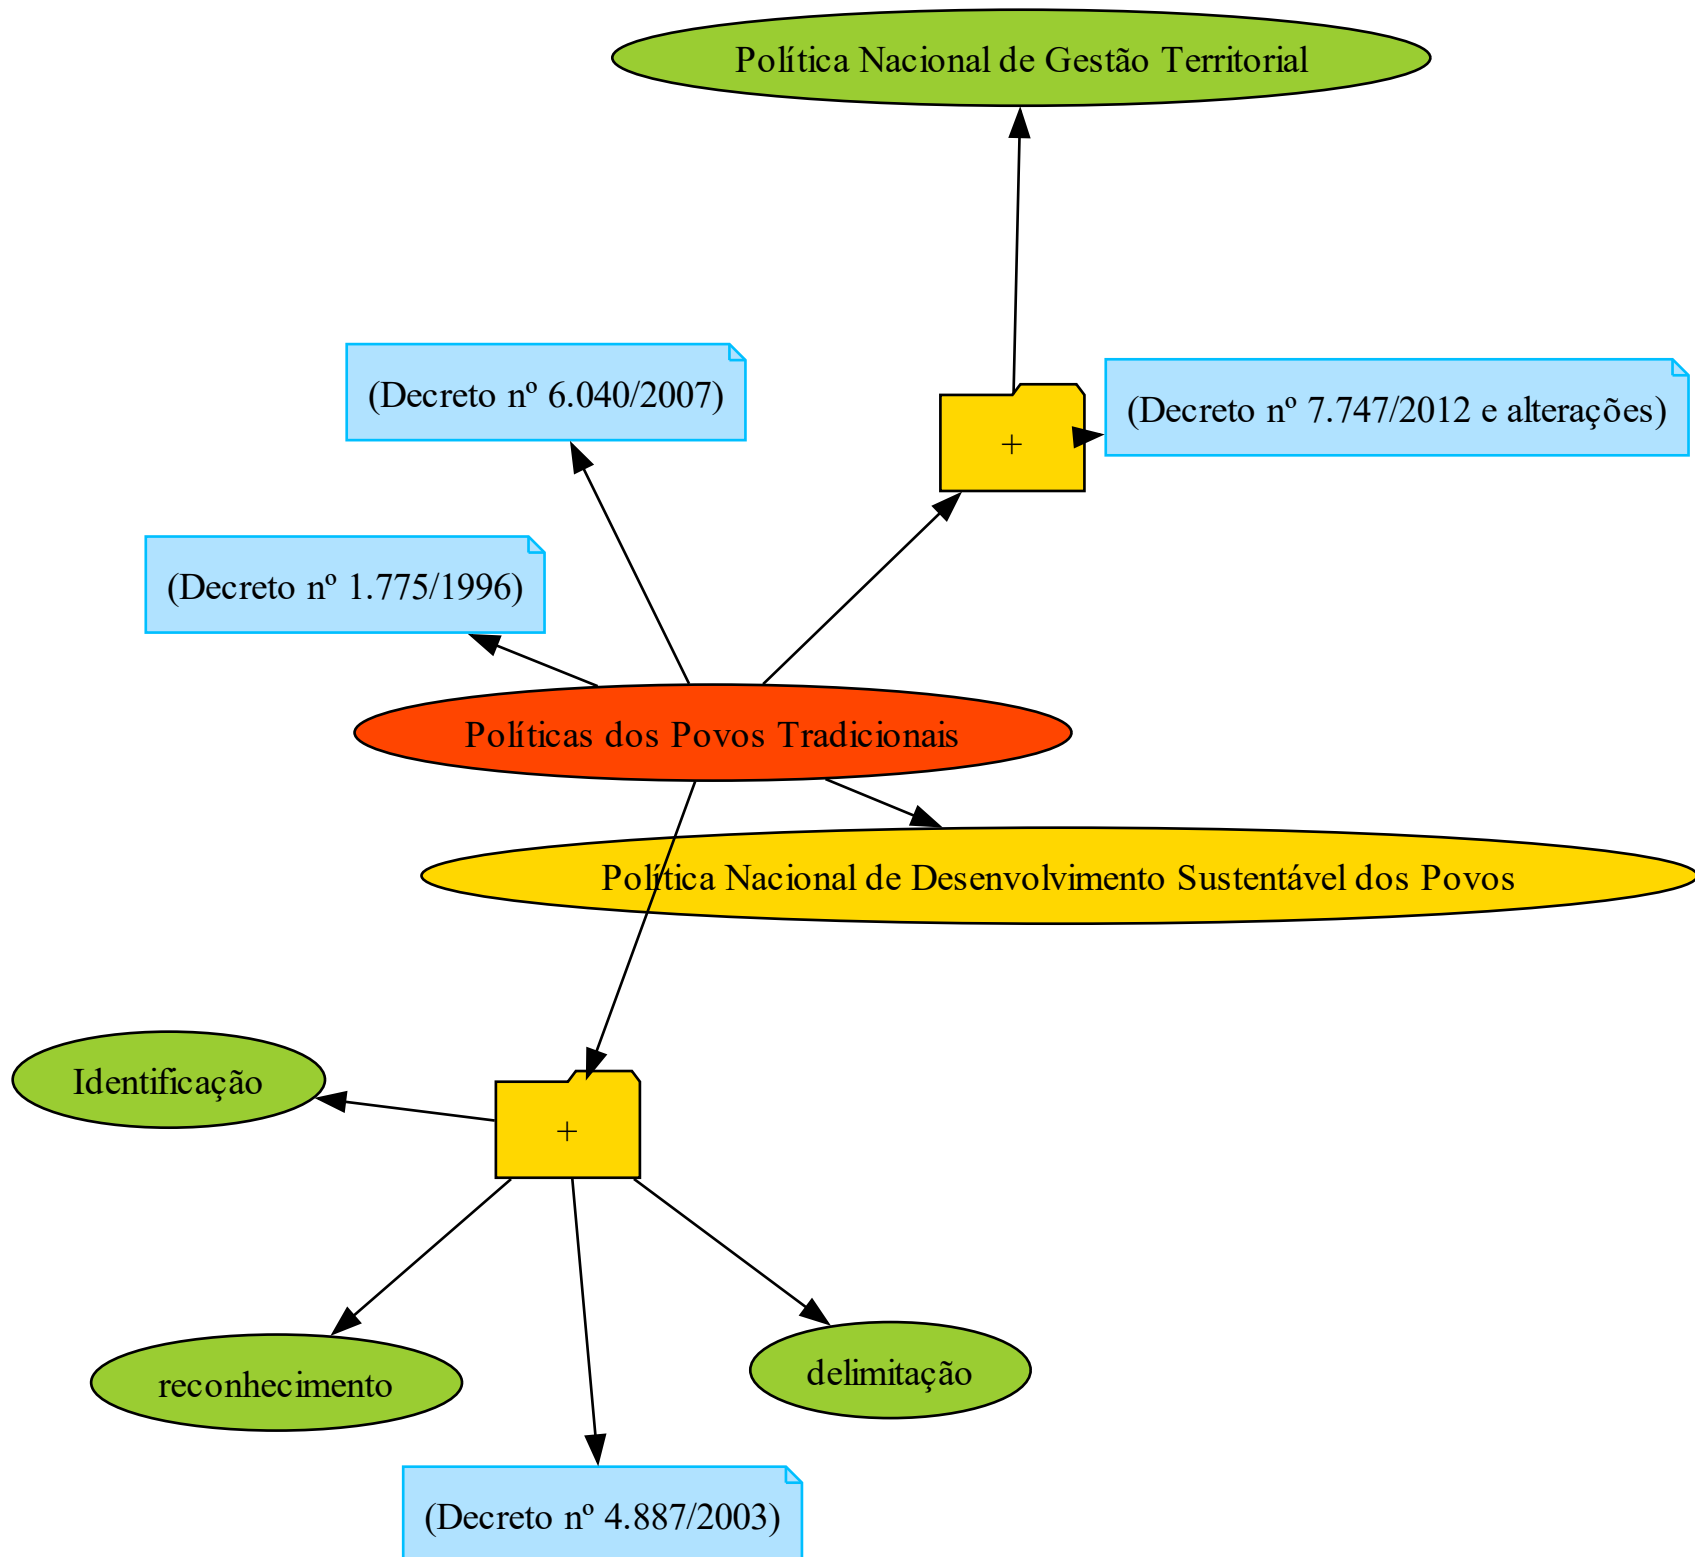 Política Nacional de Gestão Territorial
(Decreto nº 6.040/2007)
(Decreto nº 7.747/2012 e alterações)
+
(Decreto nº 1.775/1996)
Políticas dos Povos Tradicionais
Política Nacional de Desenvolvimento Sustentável dos Povos
Identificação
+
reconhecimento
delimitação
(Decreto nº 4.887/2003)